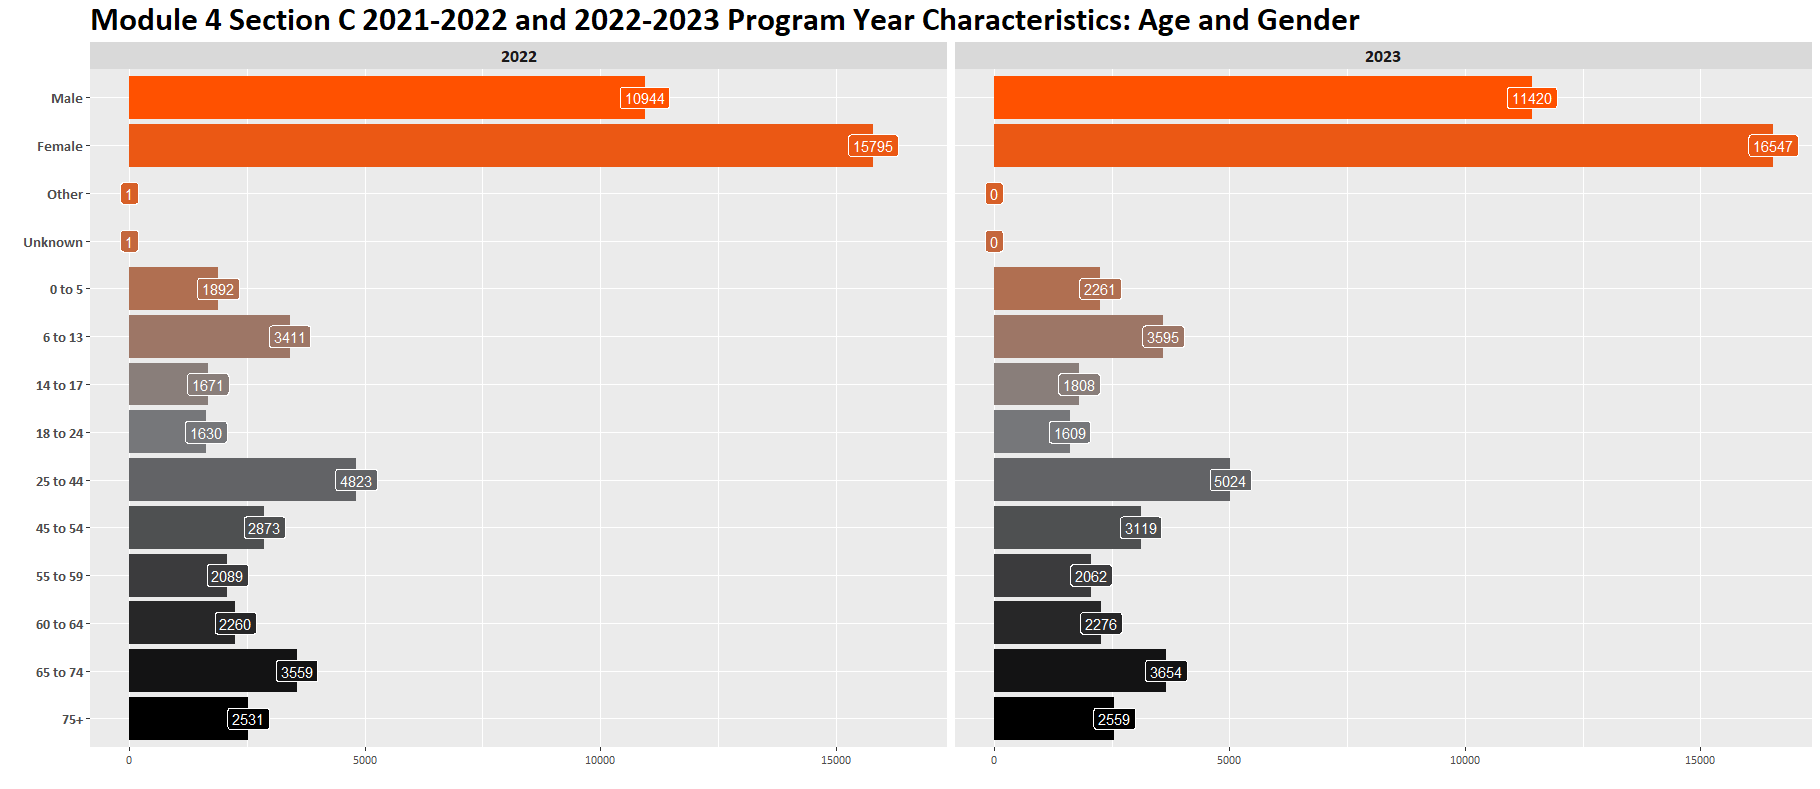 Module 4 Section C 2021-2022 and 2022-2023 Program Year Characteristics: Age and Gender
2022 2023
Male 10944 11420
Female 15795 16547
Other 1 0
Unknown 1 0
0 to 5 1892 2261
6 to 13 3411 3595
14 to 17 1671 1808
18 to 24 1630 1609
25 to 44 4823 5024
45 to 54 2873 3119
55 to 59 2089 2062
60 to 64 2260 2276
65 to 74 3559 3654
75+ 2531 2559
0 5000 10000 15000 0 5000 10000 15000